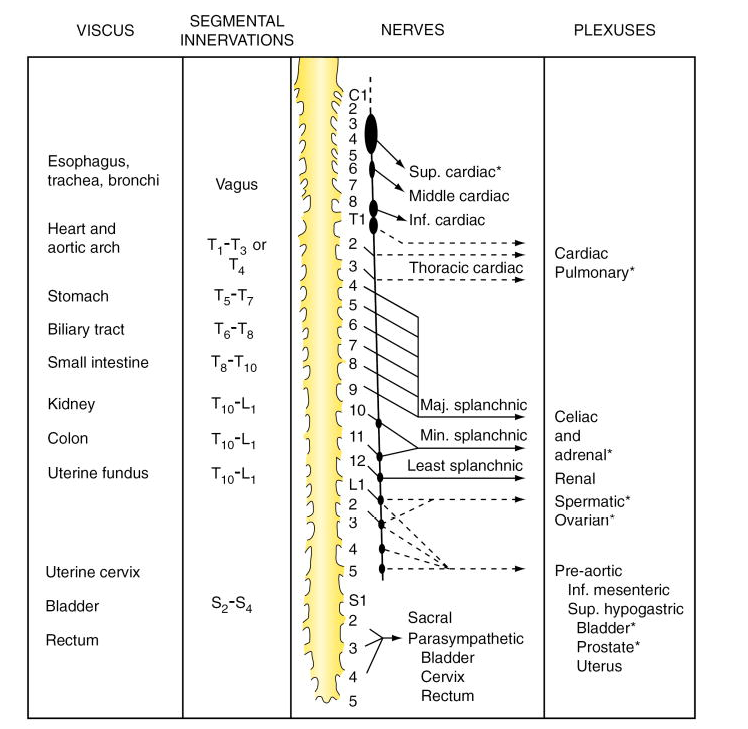 VISCUS
SEGMENTAL
INNERVATIONS
NERVES
PLEXUSES
Esophagus,
trachea, bronchi
Heart and
aortic arch
Stomach
Biliary tract
Small intestine
Kidney
Colon
Uterine fundus
Uterine cervix
Bladder
Rectum
Vagus
T1-T3 or
T4
T5-T7
T6-T8
T8-T10
T10-L1
T10-L1
T10-L1
S2-S4
C1
2
3
4
5
6
7
8
T1
2
3
4
5
6
7
8
9
10
11
12
L1
2
3
4
5
S1
2
3
4
5
Sup. cardiac*
Middle cardiac
Inf. cardiac
Thoracic cardiac
Maj. splanchnic
Min. splanchnic
Least splanchnic
Sacral
Parasympathetic
Bladder
Cervix
Rectum
Cardiac
Pulmonary*
Celiac
and
adrenal*
Renal
Spermatic*
Ovarian*
Pre-aortic
Inf. mesenteric
Sup. hypogastric
Bladder*
Prostate*
Uterus